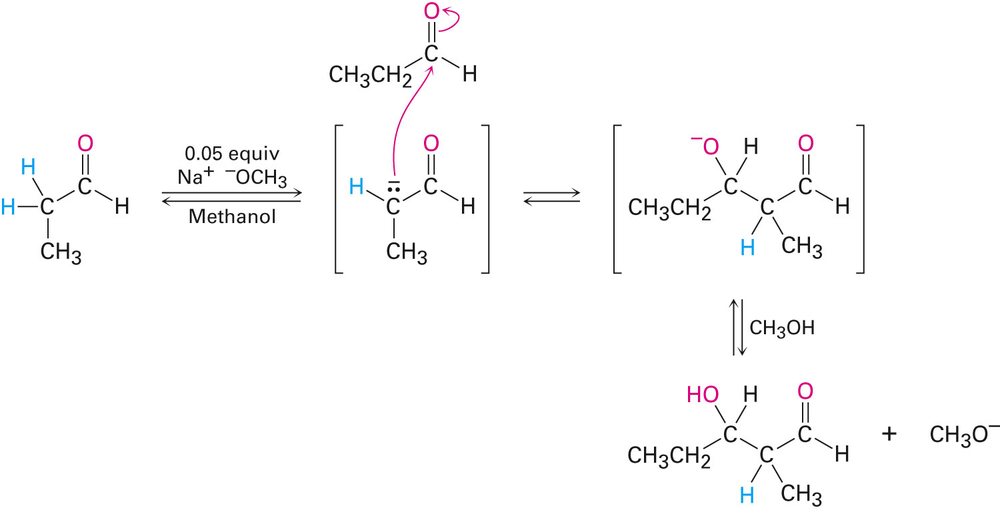 O
C
CH₃CH₂ H
O
H
C
H C H
CH₃
0.05 equiv
Na⁺ ⁻OCH₃
Methanol
O
H C
C̄: H
CH₃
⁻O H O
C C
CH₃CH₂ C H
H CH₃
CH₃OH
HO H O
C C + CH₃O⁻
CH₃CH₂ C H
H CH₃